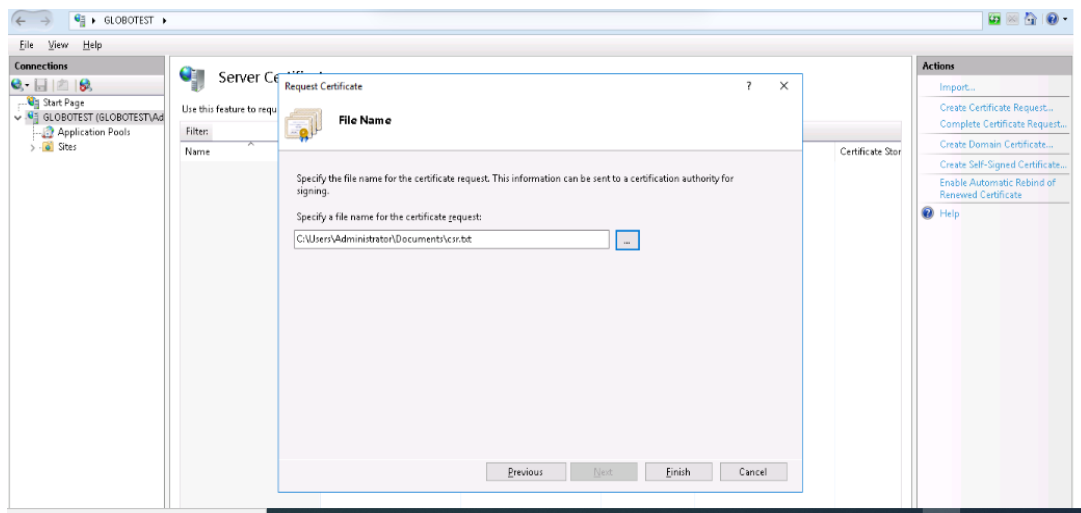 GLOBOTEST
File View Help
Connections
Start Page
GLOBOTEST (GLOBOTEST\Ad
Application Pools
Sites
Server Ce
Use this feature to requ
Filter:
Name
Certificate Stor
Request Certificate
? X
File Name
Specify the file name for the certificate request. This information can be sent to a certification authority for
signing.
Specify a file name for the certificate request:
C:\Users\Administrator\Documents\csr.txt
...
Previous Next Finish Cancel
Actions
Import...
Create Certificate Request...
Complete Certificate Request...
Create Domain Certificate...
Create Self-Signed Certificate...
Enable Automatic Rebind of
Renewed Certificate
Help